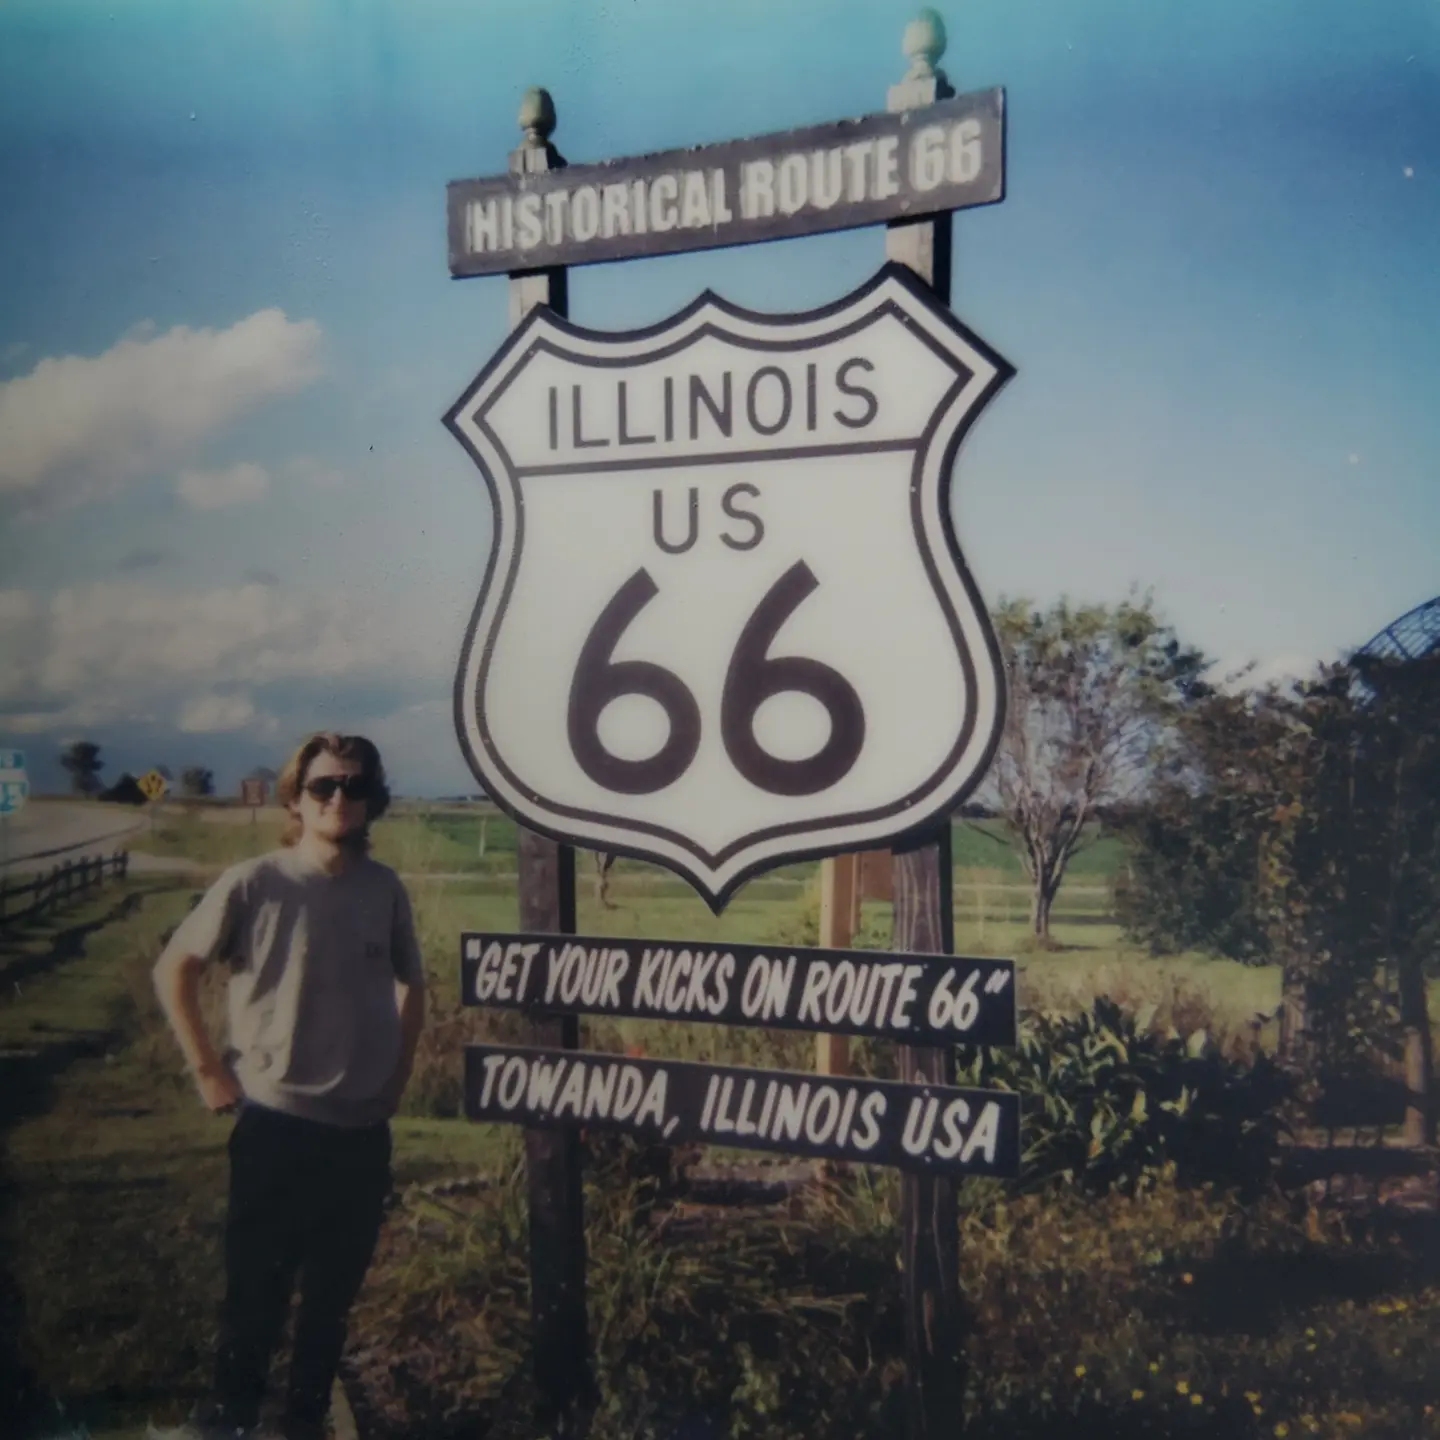 HISTORICAL ROUTE 66
ILLINOIS
US
66
"GET YOUR KICKS ON ROUTE 66"
TOWANDA, ILLINOIS USA